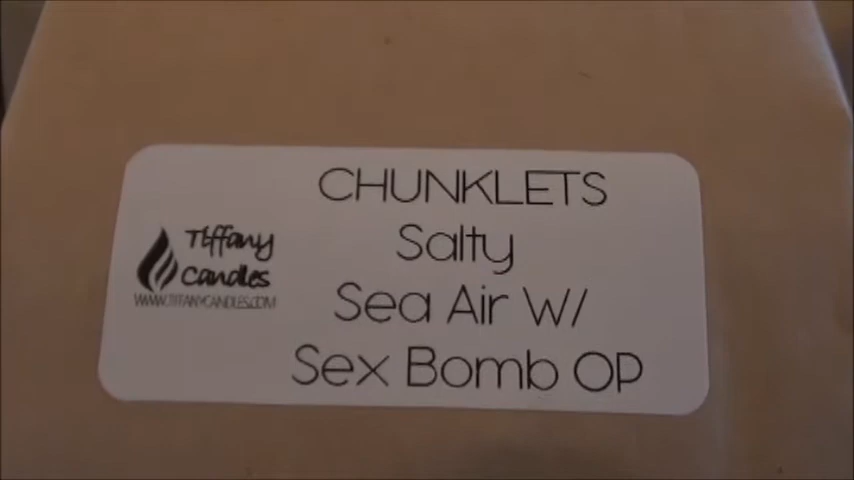 Tiffany
Candles
WWW.TIFFANYCANDLES.COM
CHUNKLETS
Salty
Sea Air W/
Sex Bomb OP